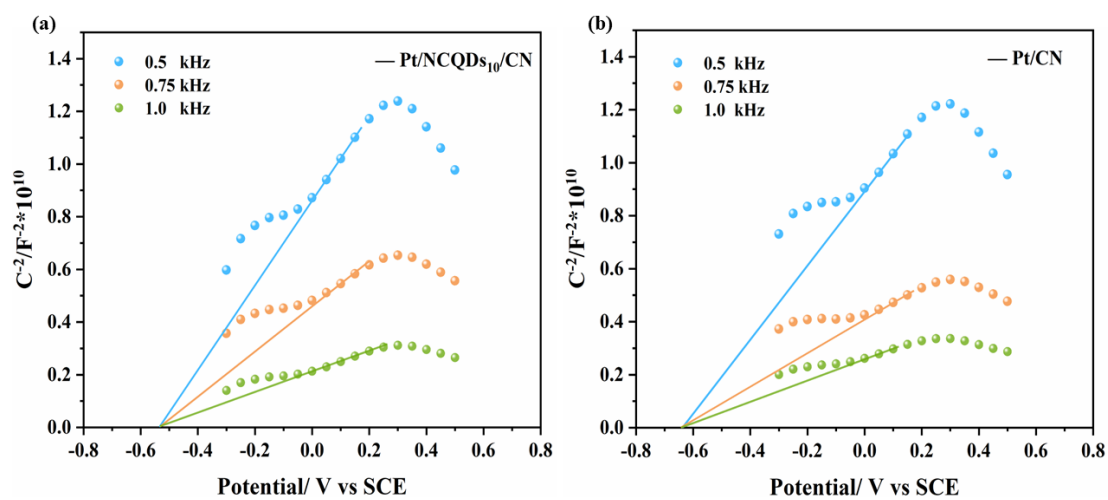 (a)
0.5 kHz
0.75 kHz
1.0 kHz
— Pt/NCQDs₁₀/CN
1.4
1.2
1.0
0.8
0.6
0.4
0.2
0.0
C⁻²/F⁻²*10¹⁰
-0.8 -0.6 -0.4 -0.2 0.0 0.2 0.4 0.6 0.8
Potential/ V vs SCE
(b)
0.5 kHz
0.75 kHz
1.0 kHz
— Pt/CN
1.4
1.2
1.0
0.8
0.6
0.4
0.2
0.0
C⁻²/F⁻²*10¹⁰
-0.8 -0.6 -0.4 -0.2 0.0 0.2 0.4 0.6 0.8
Potential/ V vs SCE